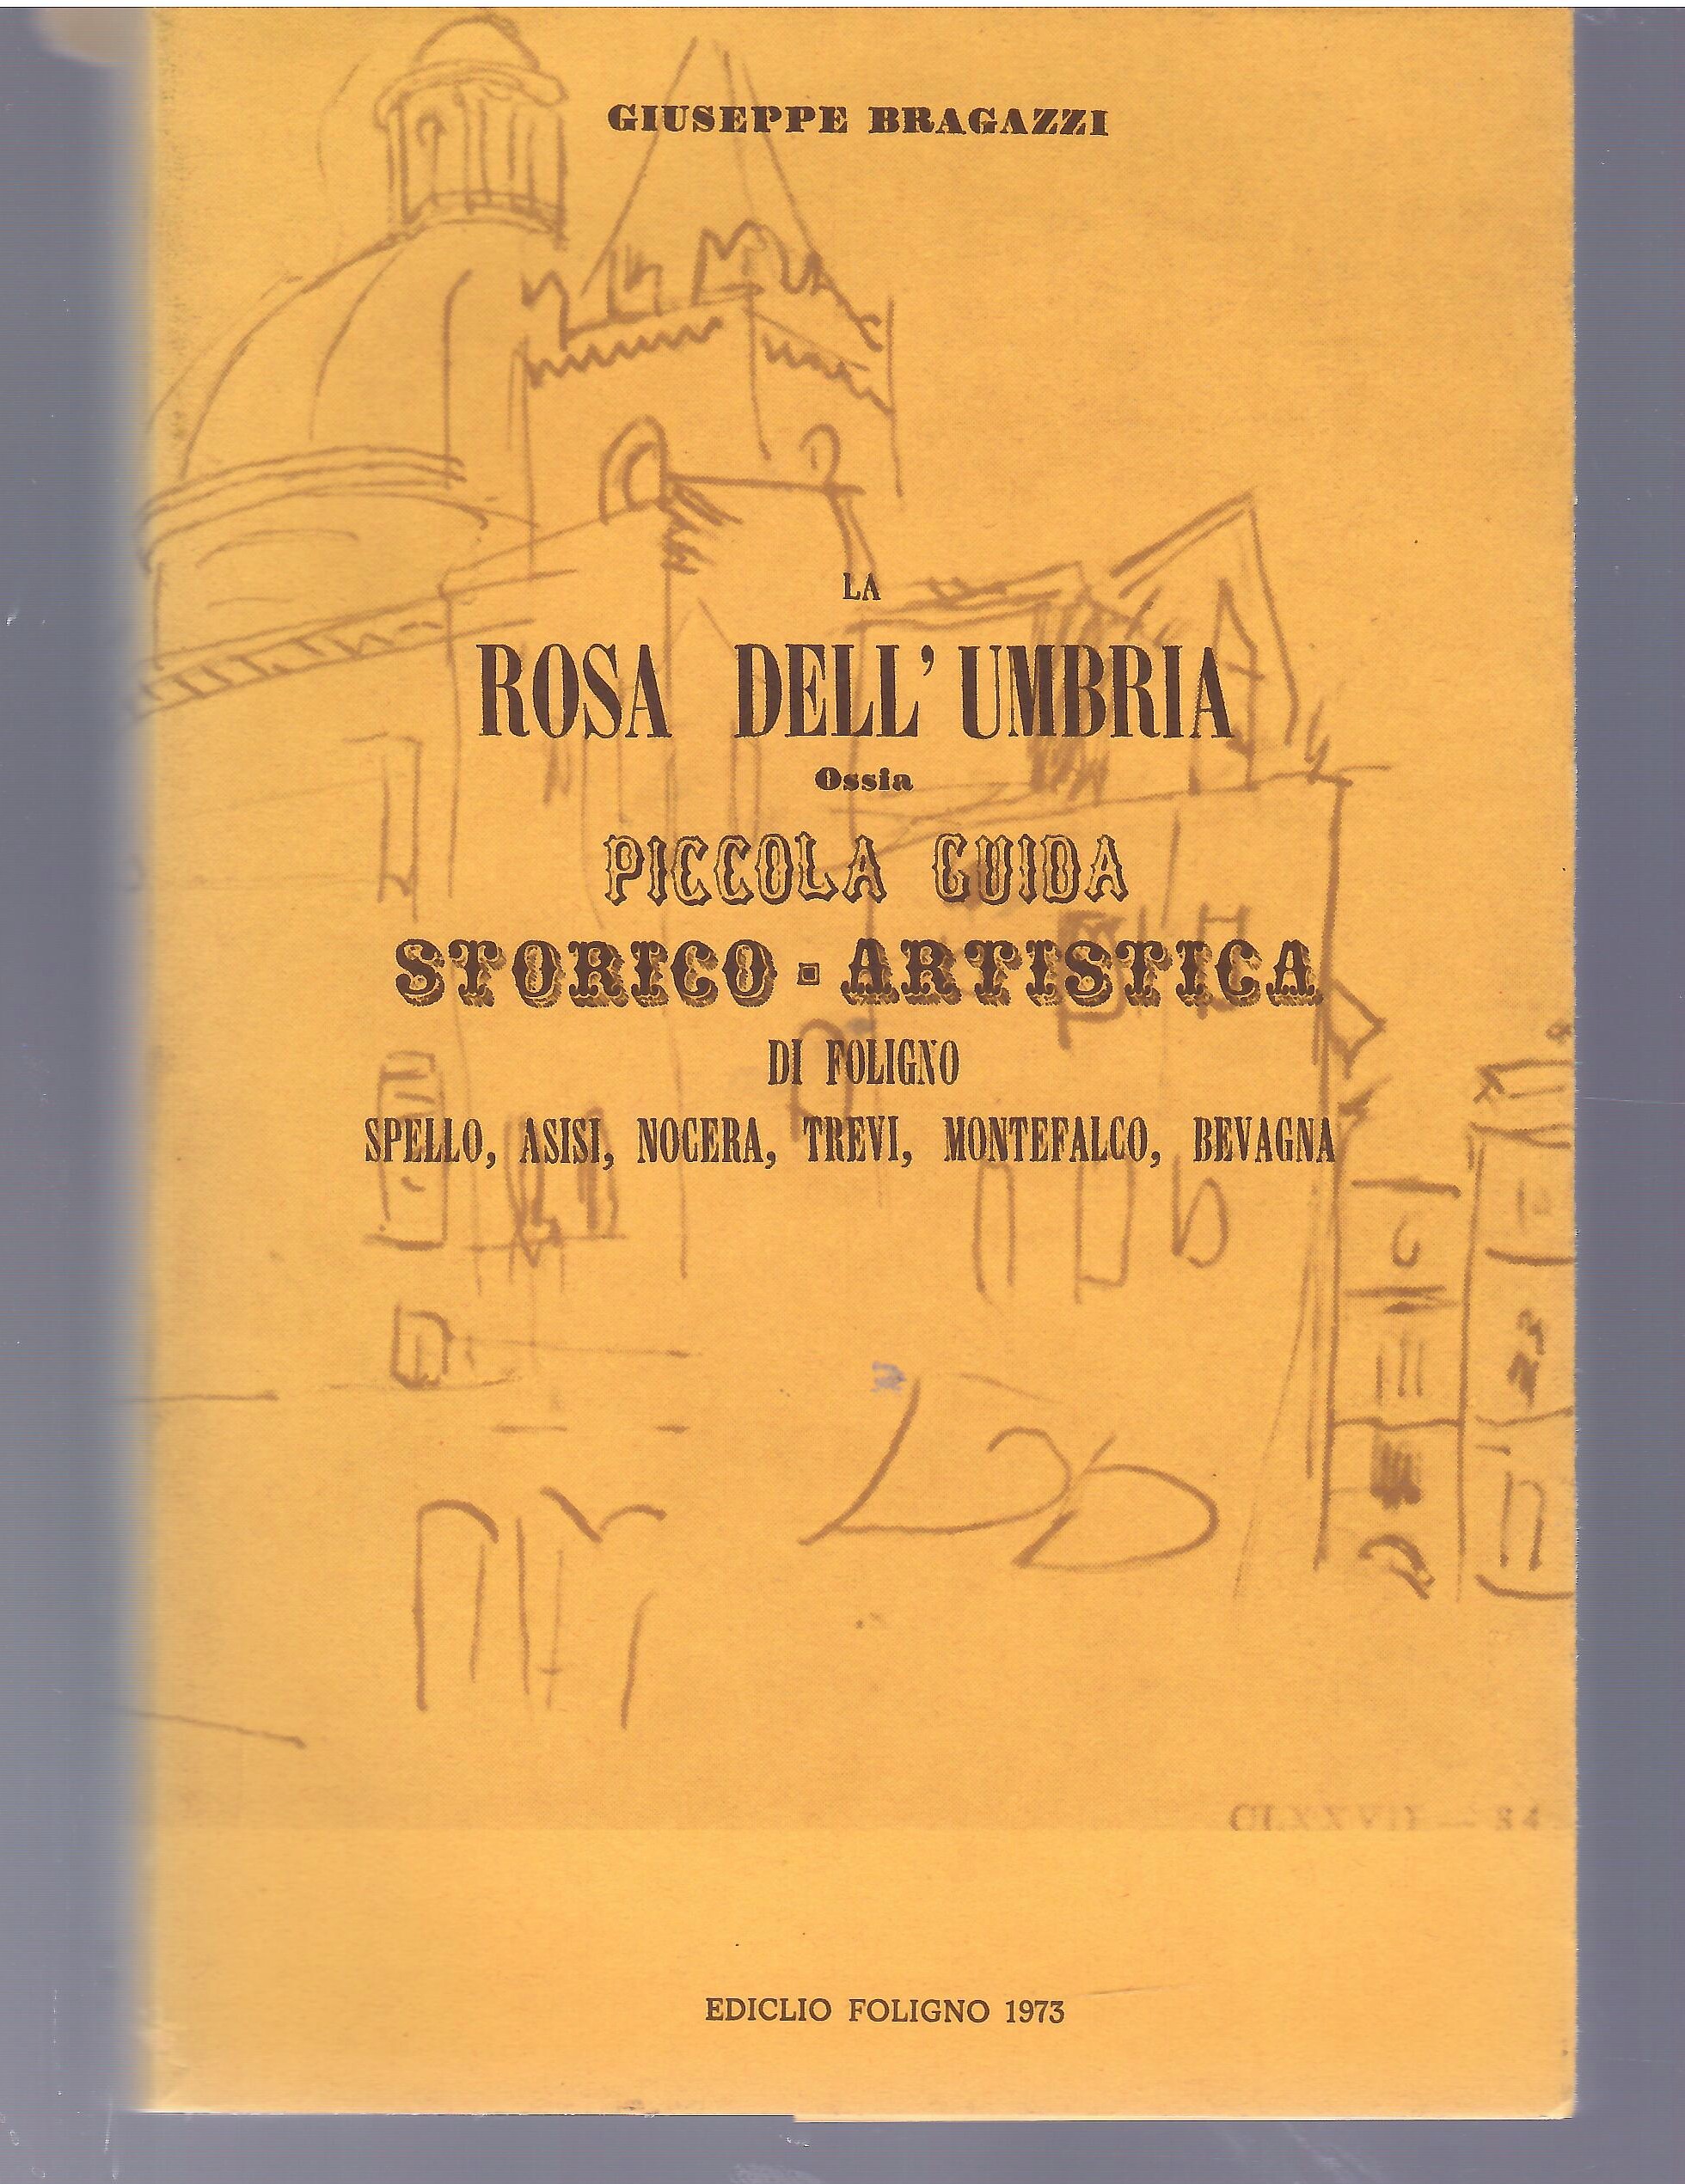 GIUSEPPE BRAGAZZI
LA
ROSA DELL' UMBRIA
Ossia
PICCOLA GUIDA
STORICO - ARTISTICA
DI FOLIGNO
SPELLO, ASISI, NOCERA, TREVI, MONTEFALCO, BEVAGNA
EDICLIO FOLIGNO 1973